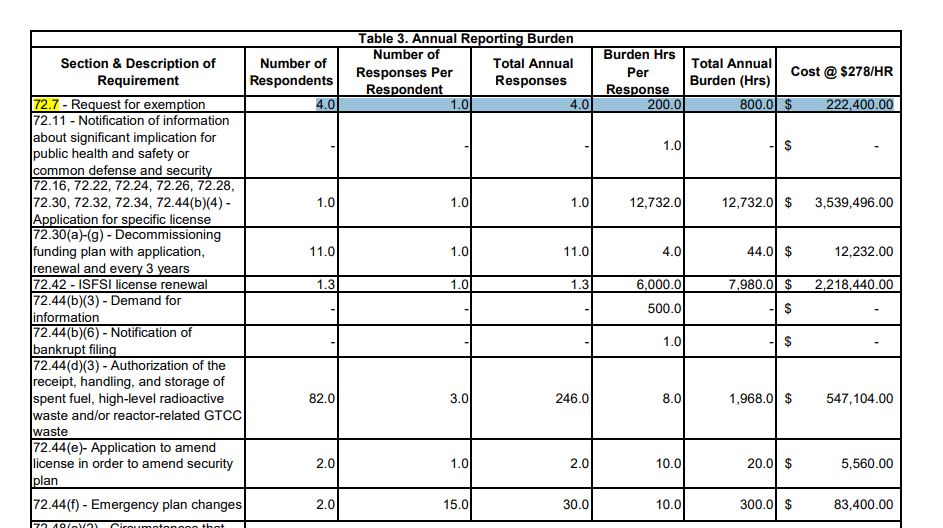 Table 3. Annual Reporting Burden
Section & Description of Requirement | Number of Respondents | Number of Responses Per Respondent | Total Annual Responses | Burden Hrs Per Response | Total Annual Burden (Hrs) | Cost @ $278/HR
72.7 - Request for exemption | 4.0 | 1.0 | 4.0 | 200.0 | 800.0 | $ 222,400.00
72.11 - Notification of information about significant implication for public health and safety or common defense and security | - | - | - | 1.0 | - | $ -
72.16, 72.22, 72.24, 72.26, 72.28, 72.30, 72.32, 72.34, 72.44(b)(4) - Application for specific license | 1.0 | 1.0 | 1.0 | 12,732.0 | 12,732.0 | $ 3,539,496.00
72.30(a)-(g) - Decommissioning funding plan with application, renewal and every 3 years | 11.0 | 1.0 | 11.0 | 4.0 | 44.0 | $ 12,232.00
72.42 - ISFSI license renewal | 1.3 | 1.0 | 1.3 | 6,000.0 | 7,980.0 | $ 2,218,440.00
72.44(b)(3) - Demand for information | - | - | - | 500.0 | - | $ -
72.44(b)(6) - Notification of bankrupt filing | - | - | - | 1.0 | - | $ -
72.44(d)(3) - Authorization of the receipt, handling, and storage of spent fuel, high-level radioactive waste and/or reactor-related GTCC waste | 82.0 | 3.0 | 246.0 | 8.0 | 1,968.0 | $ 547,104.00
72.44(e)- Application to amend license in order to amend security plan | 2.0 | 1.0 | 2.0 | 10.0 | 20.0 | $ 5,560.00
72.44(f) - Emergency plan changes | 2.0 | 15.0 | 30.0 | 10.0 | 300.0 | $ 83,400.00